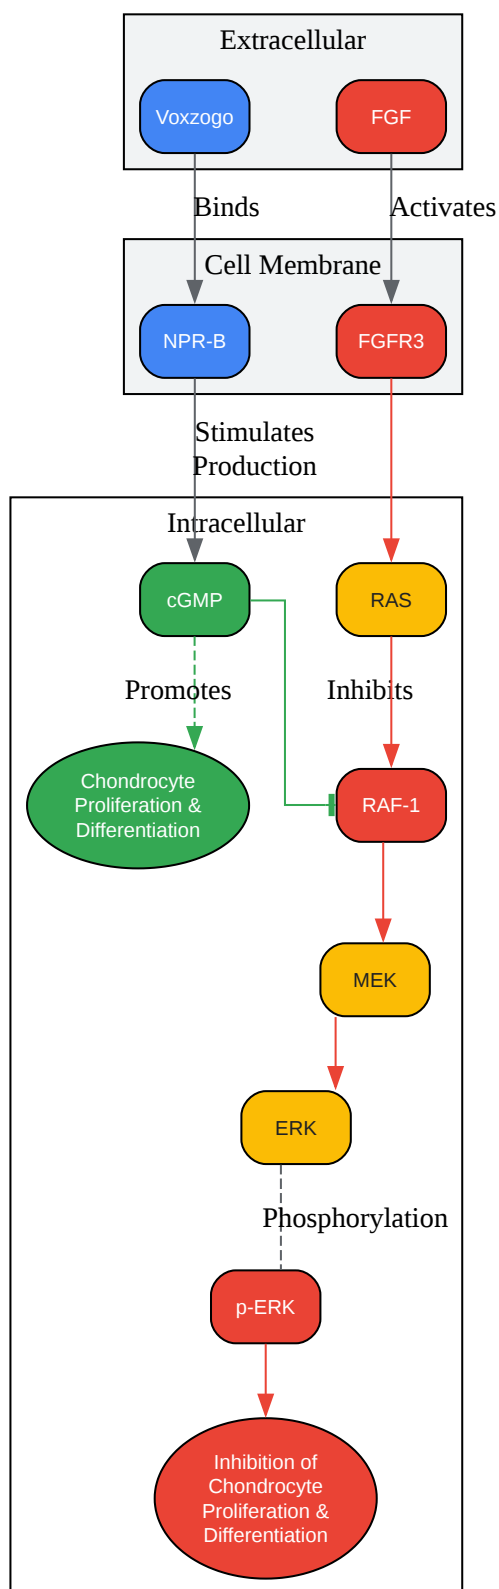 Extracellular
Voxzogo
FGF
Binds
Activates
Cell Membrane
NPR-B
FGFR3
Stimulates
Production
Intracellular
cGMP
RAS
Promotes
Inhibits
Chondrocyte
Proliferation &
Differentiation
RAF-1
MEK
ERK
Phosphorylation
p-ERK
Inhibition of
Chondrocyte
Proliferation &
Differentiation